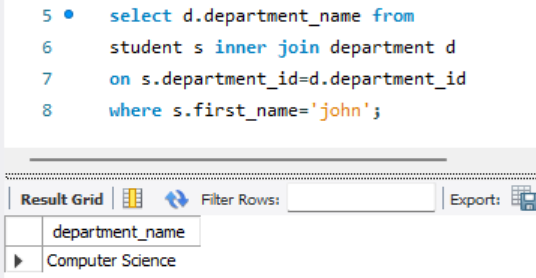 5 select d.department_name from
6 student s inner join department d
7 on s.department_id=d.department_id
8 where s.first_name='john';
Result Grid Filter Rows: Export:
department_name
Computer Science